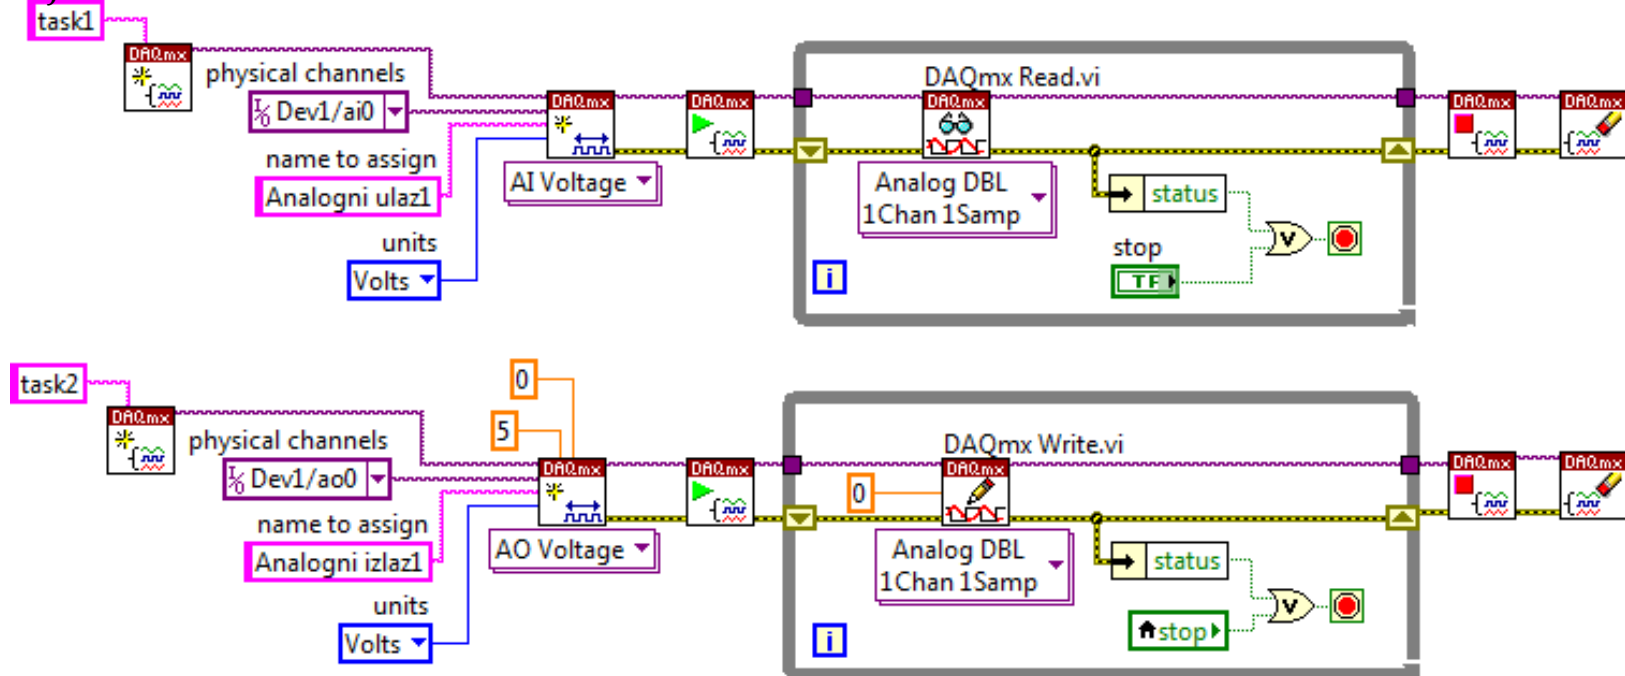 task1
DAQmx
physical channels
Dev1/ai0
name to assign
Analogni ulaz1
units
Volts
DAQmx
AI Voltage
DAQmx
DAQmx Read.vi
DAQmx
Analog DBL
1Chan 1Samp
status
stop
TF
i
DAQmx
DAQmx
task2
DAQmx
physical channels
Dev1/ao0
name to assign
Analogni izlaz1
units
Volts
0
5
DAQmx
AO Voltage
DAQmx
DAQmx Write.vi
DAQmx
0
Analog DBL
1Chan 1Samp
status
stop
i
DAQmx
DAQmx